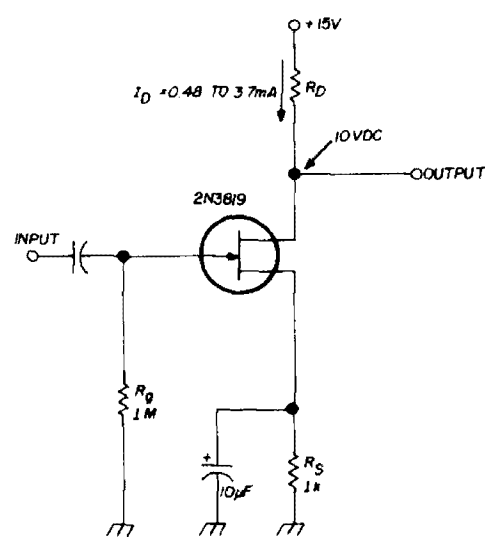 +15V
I_D = 0.48 TO 3.7mA
R_D
10VDC
OUTPUT
2N3819
INPUT
R_g
1M
+
10µF
R_S
1k